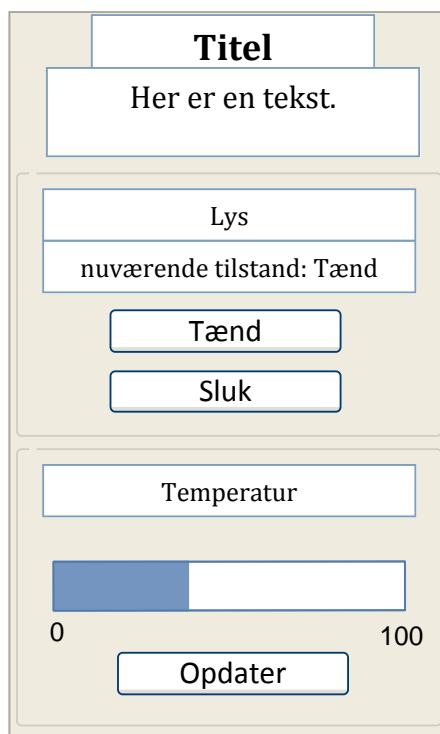 Titel
Her er en tekst.
Lys
nuværende tilstand: Tænd
Tænd
Sluk
Temperatur
0 100
Opdater